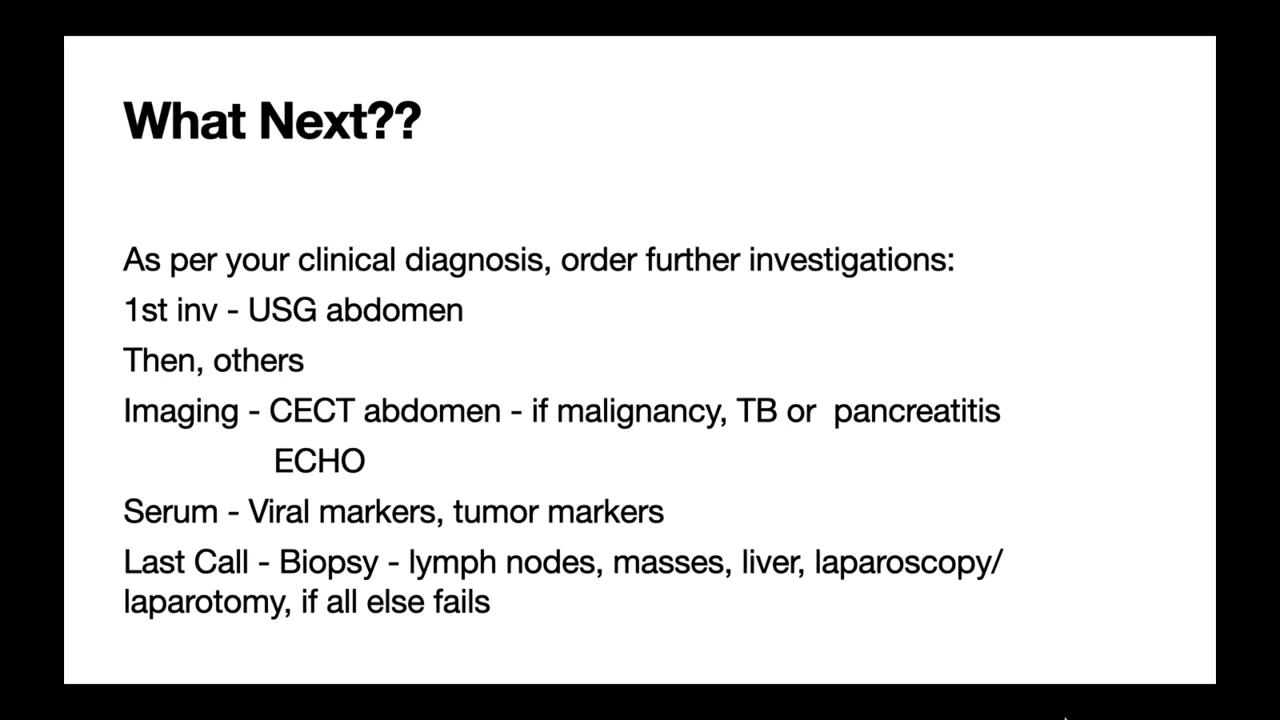 What Next??
As per your clinical diagnosis, order further investigations:
1st inv - USG abdomen
Then, others
Imaging - CECT abdomen - if malignancy, TB or  pancreatitis
ECHO
Serum - Viral markers, tumor markers
Last Call - Biopsy - lymph nodes, masses, liver, laparoscopy/
laparotomy, if all else fails